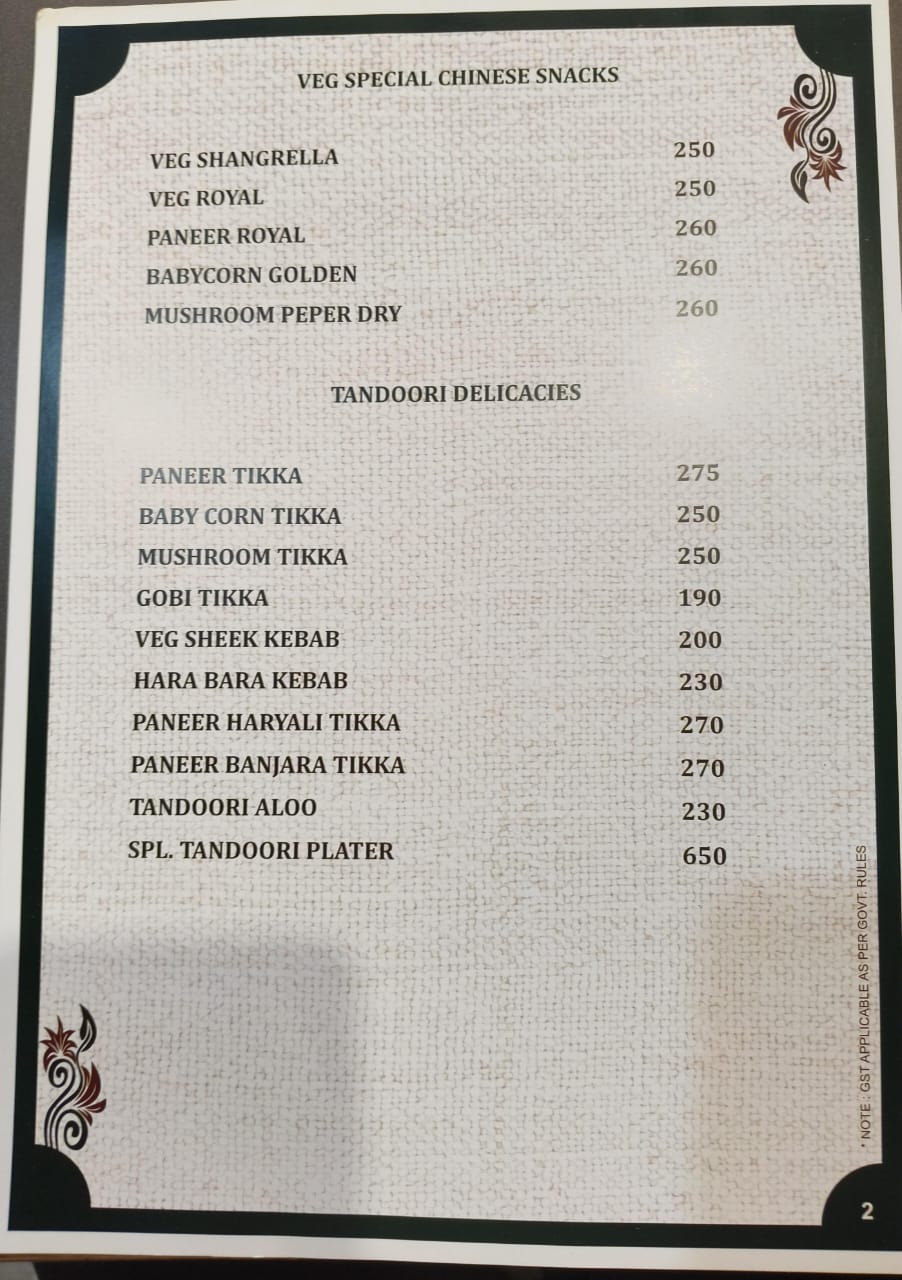 VEG SPECIAL CHINESE SNACKS
VEG SHANGRELLA 250
VEG ROYAL 250
PANEER ROYAL 260
BABYCORN GOLDEN 260
MUSHROOM PEPER DRY 260
TANDOORI DELICACIES
PANEER TIKKA 275
BABY CORN TIKKA 250
MUSHROOM TIKKA 250
GOBI TIKKA 190
VEG SHEEK KEBAB 200
HARA BARA KEBAB 230
PANEER HARYALI TIKKA 270
PANEER BANJARA TIKKA 270
TANDOORI ALOO 230
SPL. TANDOORI PLATER 650
* NOTE : GST APPLICABLE AS PER GOVT. RULES
2